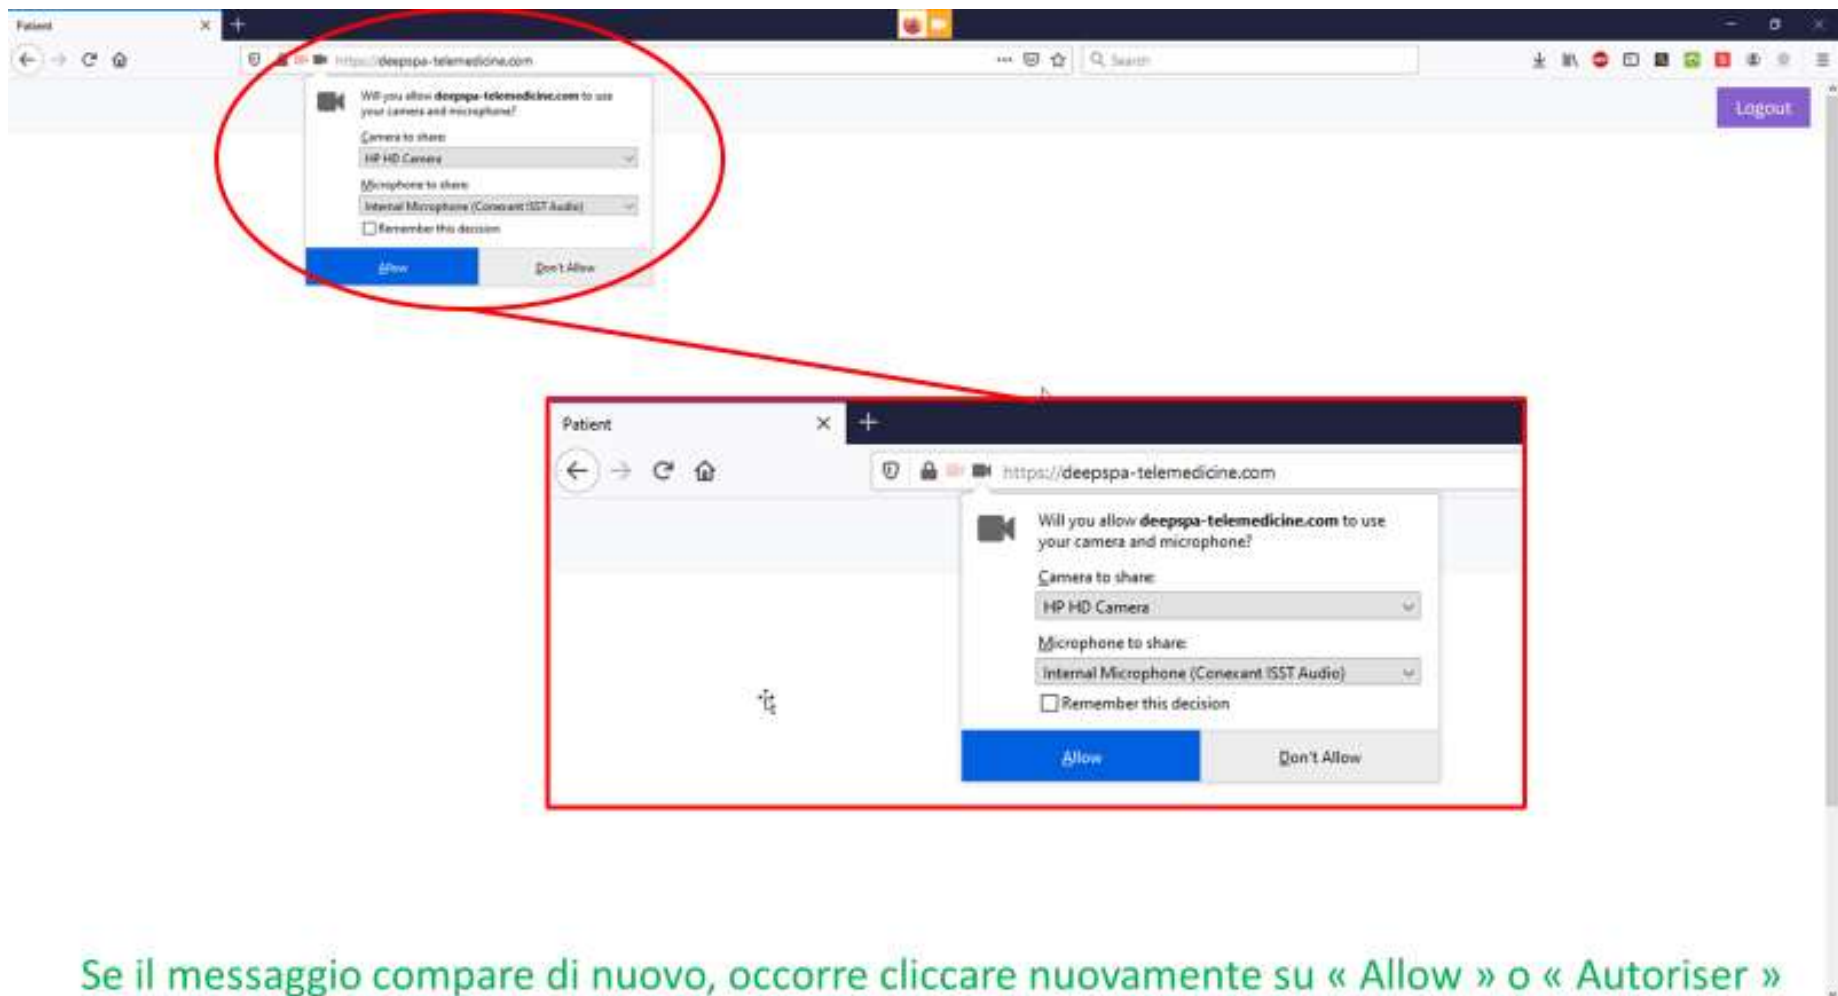 Patient
https://deepspa-telemedicine.com
Search
Logout
Will you allow deepspa-telemedicine.com to use
your camera and microphone?
Camera to share:
HP HD Camera
Microphone to share:
Internal Microphone (Conexant ISST Audio)
Remember this decision
Allow
Don't Allow
Patient
https://deepspa-telemedicine.com
Will you allow deepspa-telemedicine.com to use
your camera and microphone?
Camera to share:
HP HD Camera
Microphone to share:
Internal Microphone (Conexant ISST Audio)
Remember this decision
Allow
Don't Allow
Se il messaggio compare di nuovo, occorre cliccare nuovamente su « Allow » o « Autoriser »